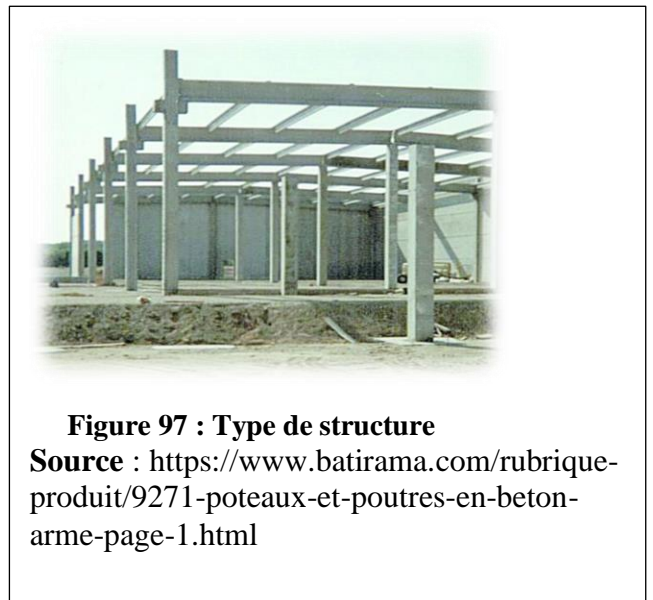 Figure 97 : Type de structure
Source : https://www.batirama.com/rubrique-
produit/9271-poteaux-et-poutres-en-beton-
arme-page-1.html